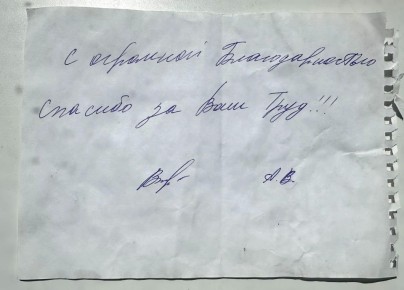 с огромной Благодарностью
Спасибо за Ваш Труд!!!
А.В.